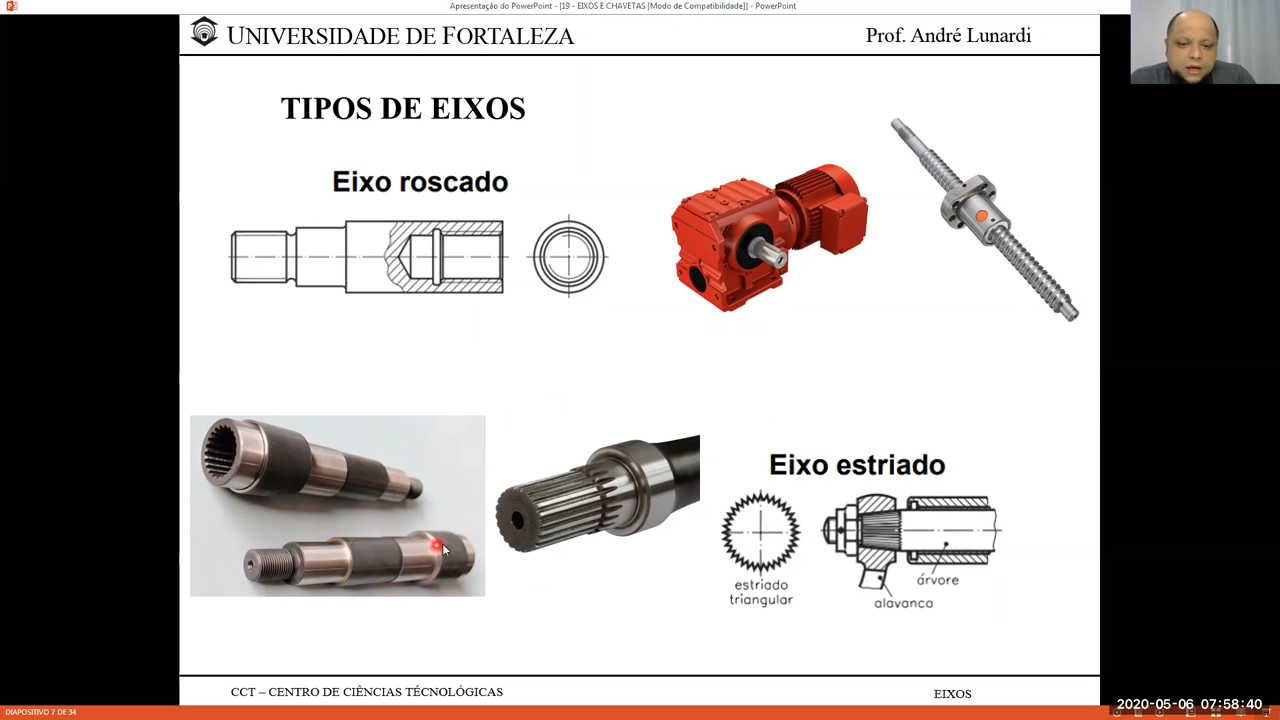 Apresentação do PowerPoint - [19 - EIXOS E CHAVETAS [Modo de Compatibilidade]] - PowerPoint
UNIVERSIDADE DE FORTALEZA
Prof. André Lunardi
TIPOS DE EIXOS
Eixo roscado
Eixo estriado
estriado
triangular
árvore
alavanca
CCT – CENTRO DE CIÊNCIAS TÉCNOLÓGICAS
EIXOS
2020-05-06 07:58:40
DIAPOSITIVO 7 DE 34